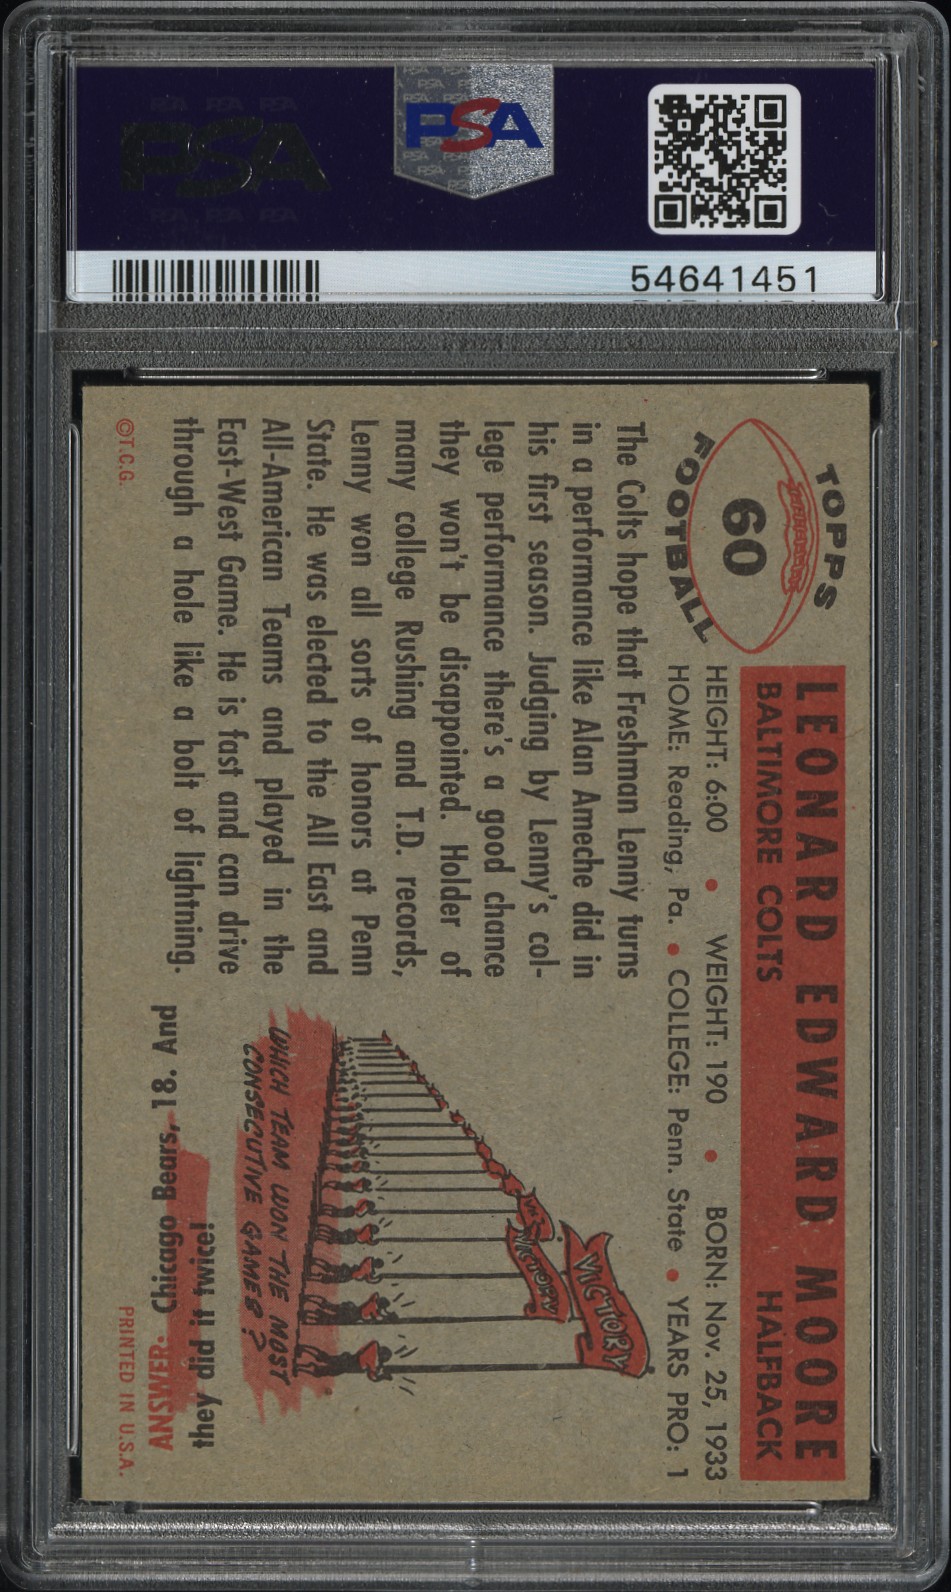 PSA
PSA
54641451
TOPPS
60
FOOTBALL
LEONARD EDWARD MOORE
BALTIMORE COLTS HALFBACK
HEIGHT: 6:00 • WEIGHT: 190 • BORN: Nov. 25, 1933
HOME: Reading, Pa. • COLLEGE: Penn. State • YEARS PRO: 1
The Colts hope that Freshman Lenny turns
in a performance like Alan Ameche did in
his first season. Judging by Lenny's col-
lege performance there's a good chance
they won't be disappointed. Holder of
many college Rushing and T.D. records,
Lenny won all sorts of honors at Penn
State. He was elected to the All East and
All-American Teams and played in the
East-West Game. He is fast and can drive
through a hole like a bolt of lightning.
VICTORY
VICTORY
WHICH TEAM WON THE MOST
CONSECUTIVE GAMES?
ANSWER: Chicago Bears, 18. And
they did it twice!
©T.C.G.
PRINTED IN U.S.A.